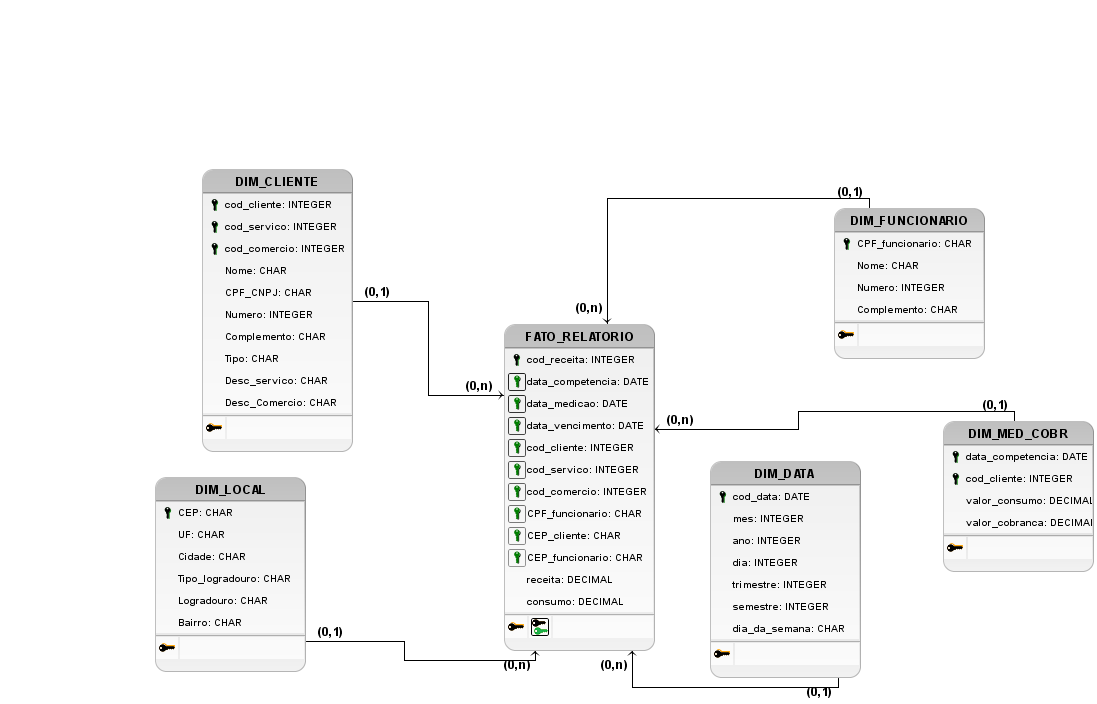 DIM_CLIENTE
cod_cliente: INTEGER
cod_servico: INTEGER
cod_comercio: INTEGER
Nome: CHAR
CPF_CNPJ: CHAR
Numero: INTEGER
Complemento: CHAR
Tipo: CHAR
Desc_servico: CHAR
Desc_Comercio: CHAR
(0,1)
(0,n)
(0,1)
(0,n)
DIM_FUNCIONARIO
CPF_funcionario: CHAR
Nome: CHAR
Numero: INTEGER
Complemento: CHAR
FATO_RELATORIO
cod_receita: INTEGER
data_competencia: DATE
data_medicao: DATE
data_vencimento: DATE
cod_cliente: INTEGER
cod_servico: INTEGER
cod_comercio: INTEGER
CPF_funcionario: CHAR
CEP_cliente: CHAR
CEP_funcionario: CHAR
receita: DECIMAL
consumo: DECIMAL
(0,n)
(0,1)
DIM_MED_COBR
data_competencia: DATE
cod_cliente: INTEGER
valor_consumo: DECIMAL
valor_cobranca: DECIMAL
DIM_LOCAL
CEP: CHAR
UF: CHAR
Cidade: CHAR
Tipo_logradouro: CHAR
Logradouro: CHAR
Bairro: CHAR
(0,1)
(0,n)
DIM_DATA
cod_data: DATE
mes: INTEGER
ano: INTEGER
dia: INTEGER
trimestre: INTEGER
semestre: INTEGER
dia_da_semana: CHAR
(0,n)
(0,1)